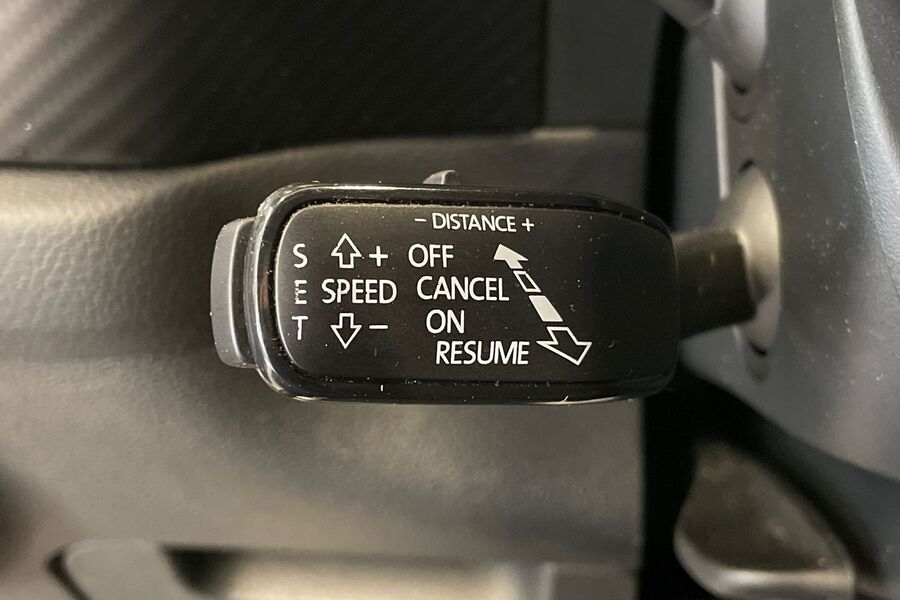 - DISTANCE +
S + OFF
E SPEED CANCEL
T - ON
RESUME